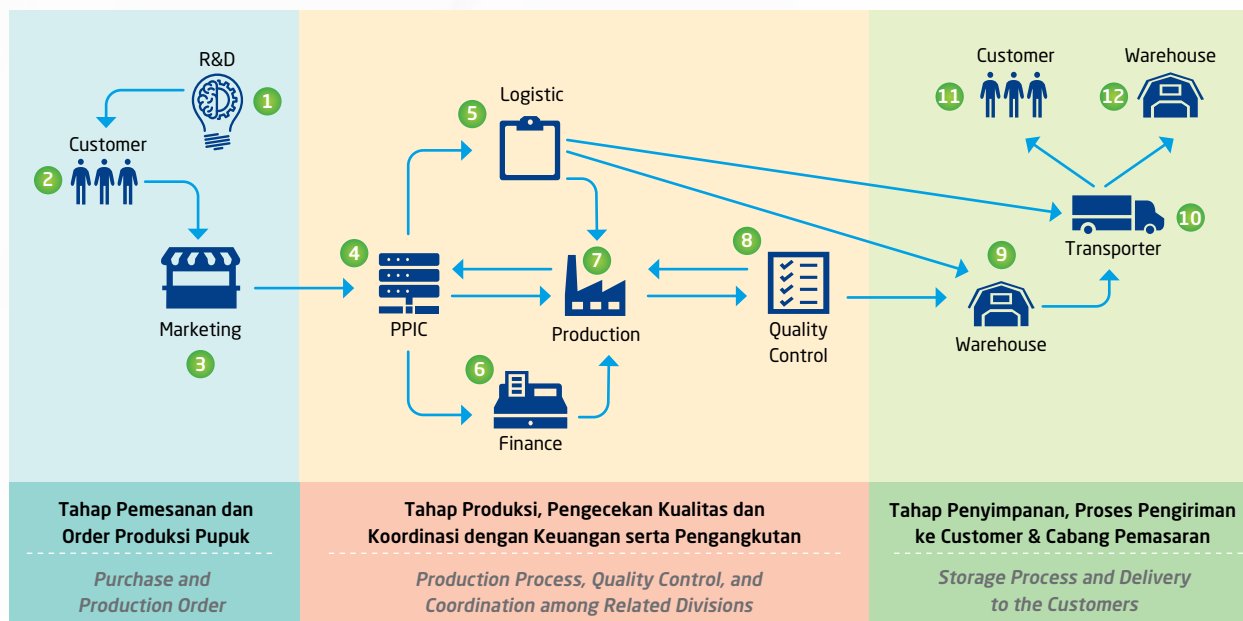 R&D
1
Customer
2
Marketing
3
4
PPIC
Logistic
5
6
Finance
7
Production
8
Quality
Control
9
Warehouse
Transporter
10
Customer
11
Warehouse
12
Tahap Pemesanan dan
Order Produksi Pupuk
Purchase and
Production Order
Tahap Produksi, Pengecekan Kualitas dan
Koordinasi dengan Keuangan serta Pengangkutan
Production Process, Quality Control, and
Coordination among Related Divisions
Tahap Penyimpanan, Proses Pengiriman
ke Customer & Cabang Pemasaran
Storage Process and Delivery
to the Customers